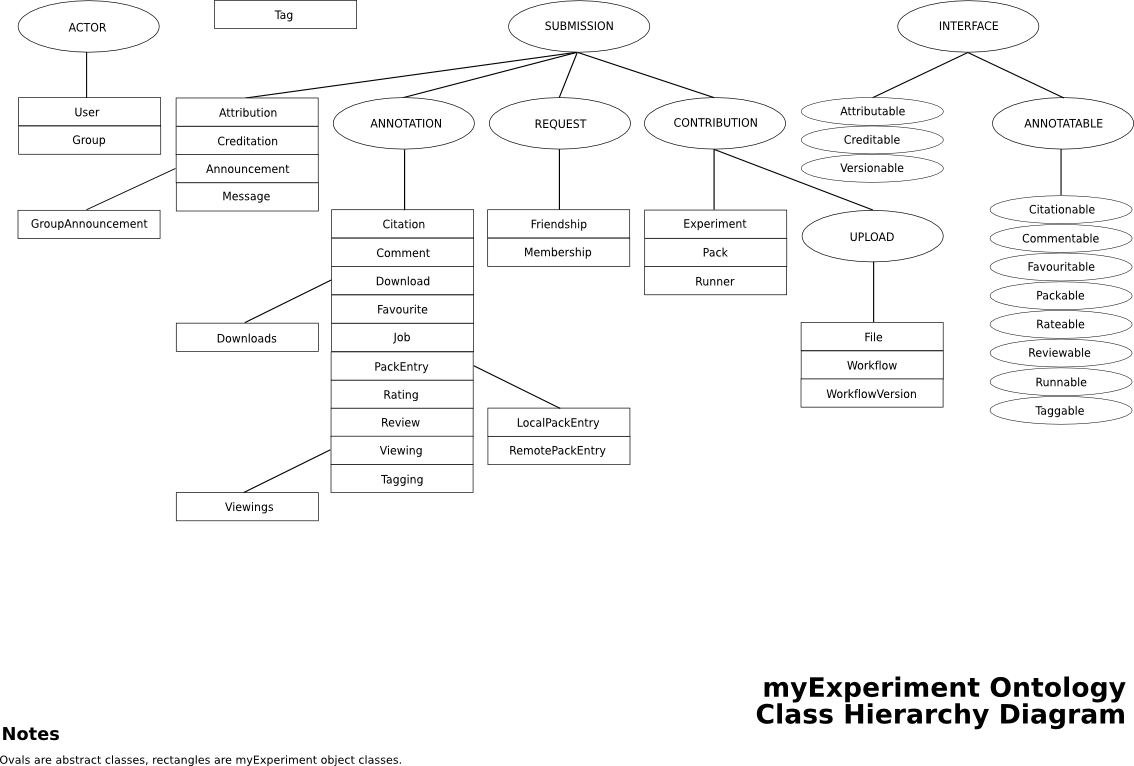 ACTOR
Tag
SUBMISSION
INTERFACE
User
Group
GroupAnnouncement
Attribution
Creditation
Announcement
Message
ANNOTATION
REQUEST
CONTRIBUTION
Attributable
Creditable
Versionable
ANNOTATABLE
Citation
Comment
Download
Favourite
Job
PackEntry
Rating
Review
Viewing
Tagging
Downloads
Viewings
Friendship
Membership
LocalPackEntry
RemotePackEntry
Experiment
Pack
Runner
UPLOAD
File
Workflow
WorkflowVersion
Citationable
Commentable
Favouritable
Packable
Rateable
Reviewable
Runnable
Taggable
myExperiment Ontology
Class Hierarchy Diagram
Notes
Ovals are abstract classes, rectangles are myExperiment object classes.